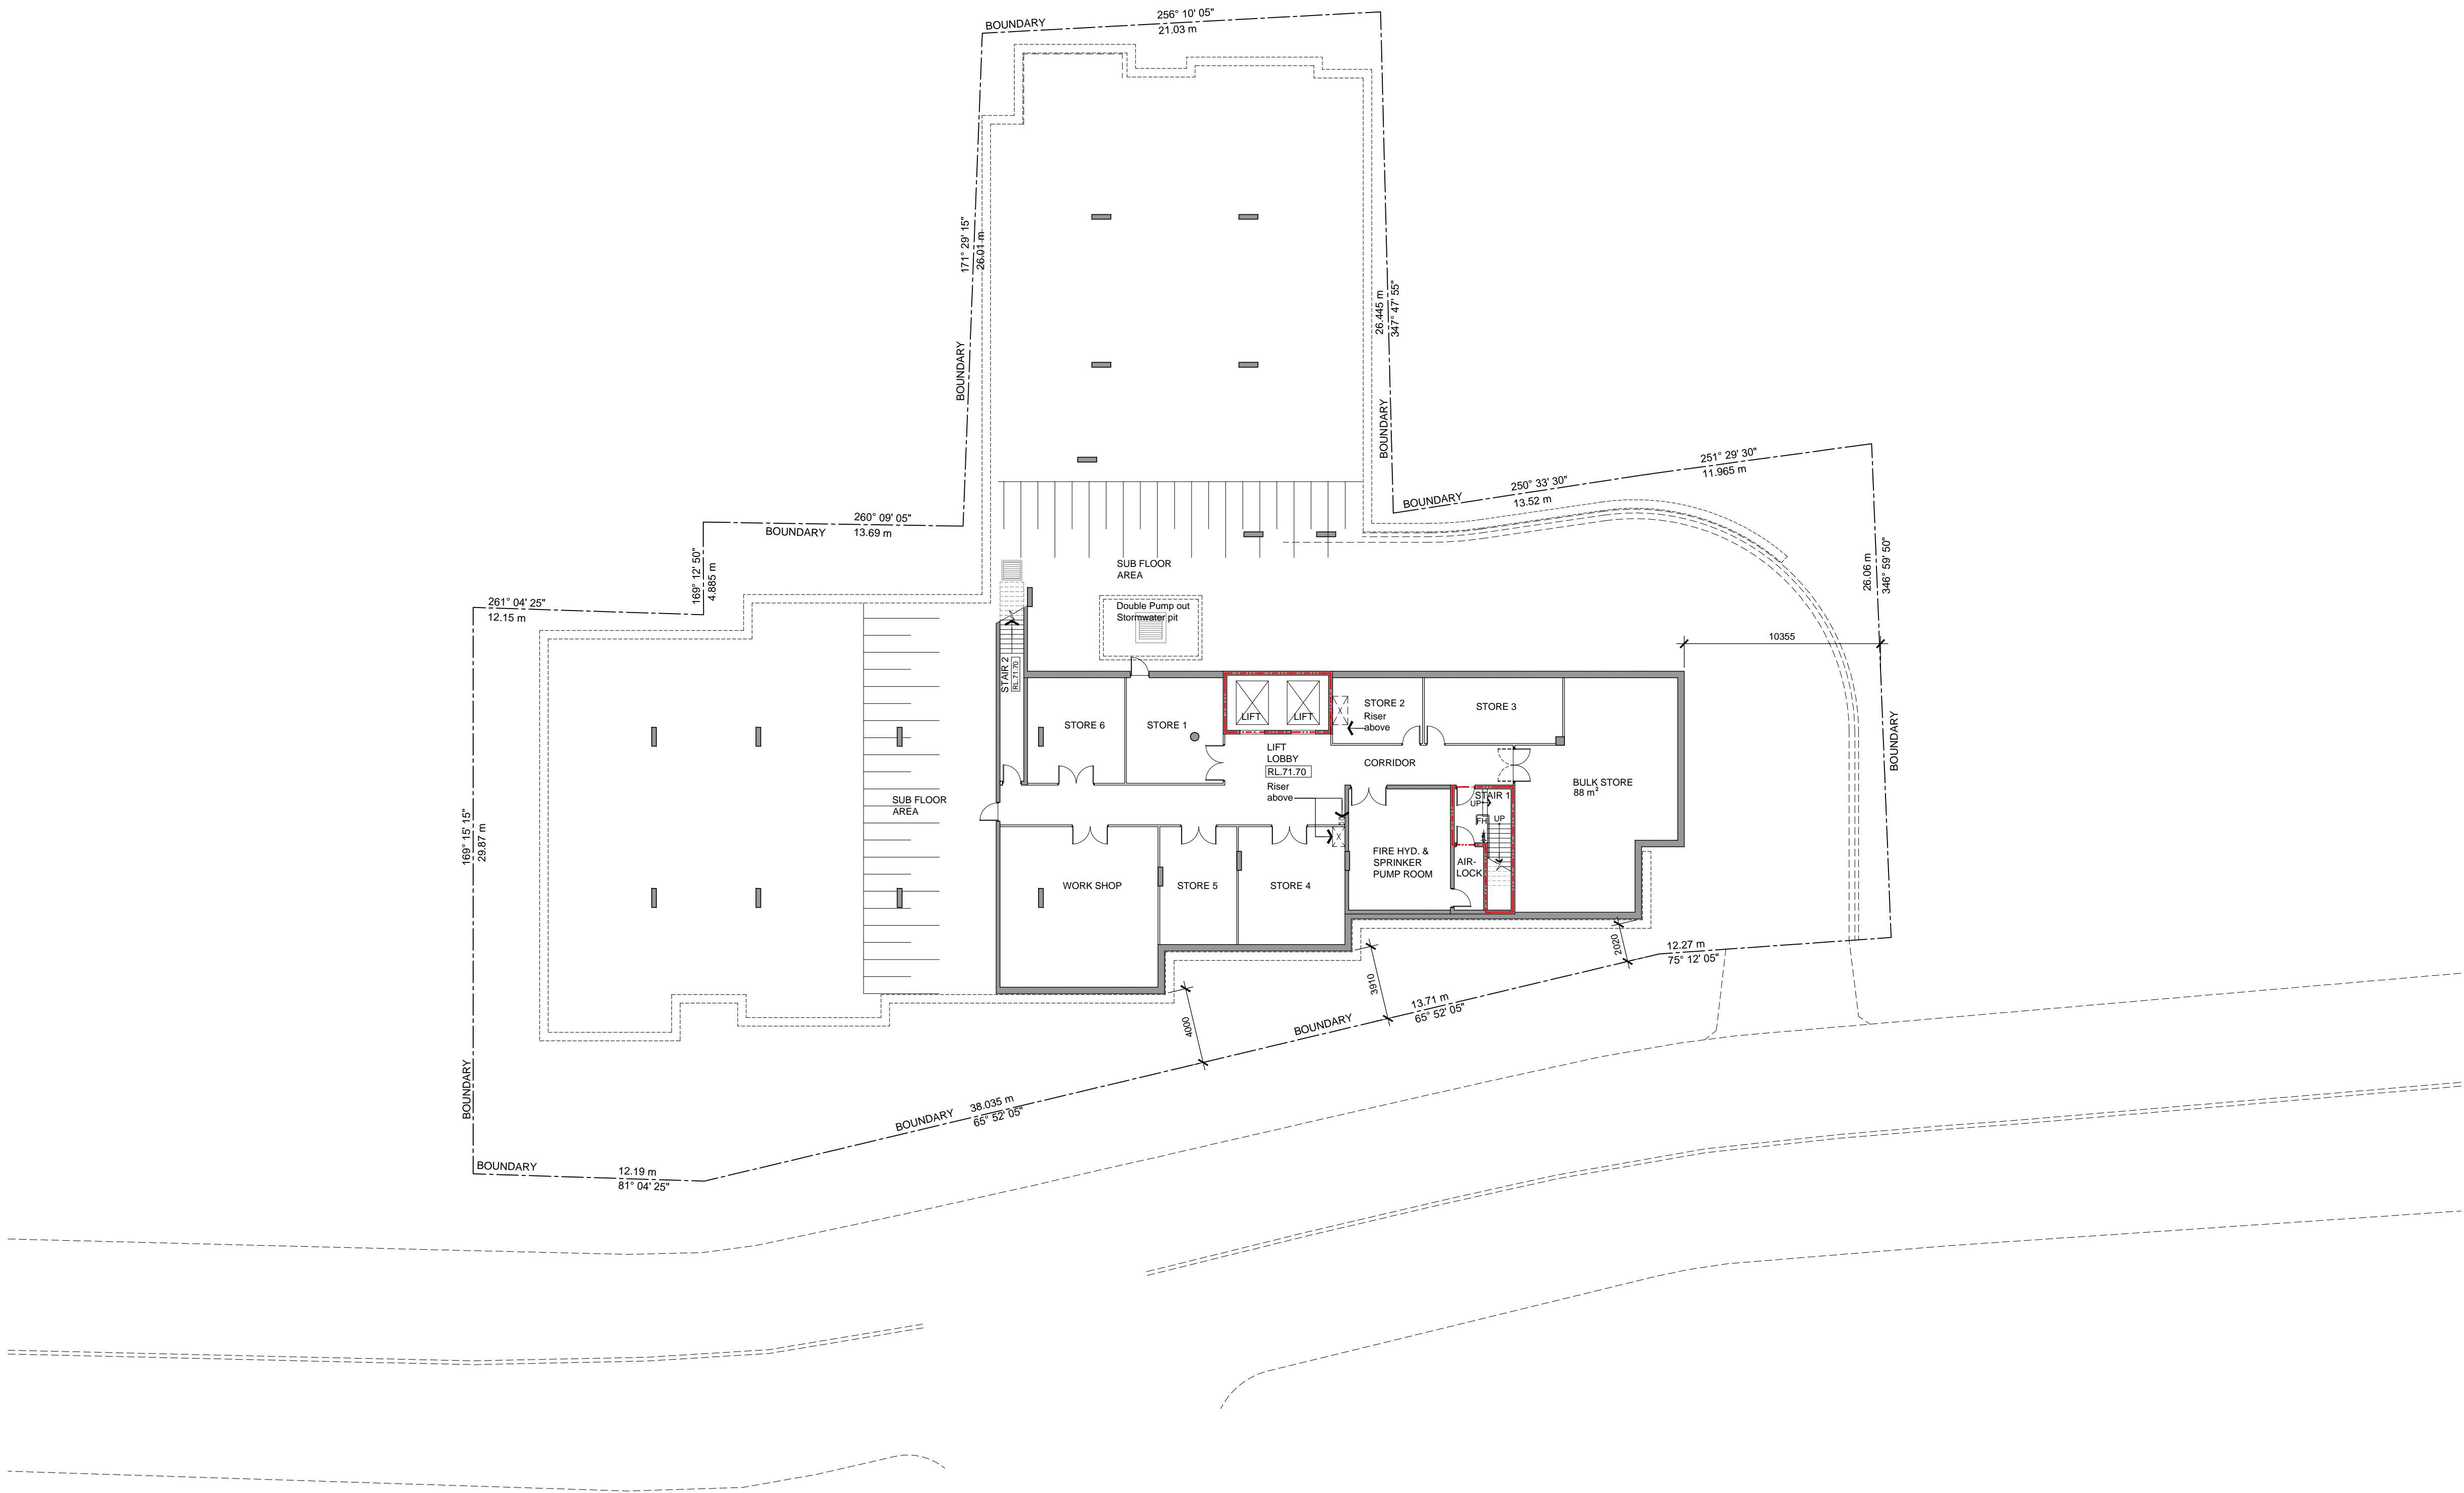 BOUNDARY
256° 10' 05"
21.03 m
171° 29' 15"
26.01 m
BOUNDARY
26.445 m
347° 47' 55"
BOUNDARY
251° 29' 30"
11.965 m
250° 33' 30"
BOUNDARY
13.52 m
260° 09' 05"
BOUNDARY
13.69 m
169° 12' 50"
4.885 m
261° 04' 25"
12.15 m
26.06 m
346° 59' 50"
BOUNDARY
10355
SUB FLOOR
AREA
Double Pump out
Stormwater pit
STAIR 2
RL.71.70
STORE 6
STORE 1
LIFT
LIFT
STORE 2
Riser
above
X
STORE 3
LIFT
LOBBY
RL.71.70
Riser
above
CORRIDOR
BULK STORE
88 m²
SUB FLOOR
AREA
STAIR 1
UP
FH
UP
X
FIRE HYD. &
SPRINKER
PUMP ROOM
AIR-
LOCK
WORK SHOP
STORE 5
STORE 4
169° 15' 15"
29.87 m
BOUNDARY
2020
3910
4000
12.27 m
75° 12' 05"
13.71 m
65° 52' 05"
BOUNDARY
38.035 m
65° 52' 05"
BOUNDARY
BOUNDARY
12.19 m
81° 04' 25"